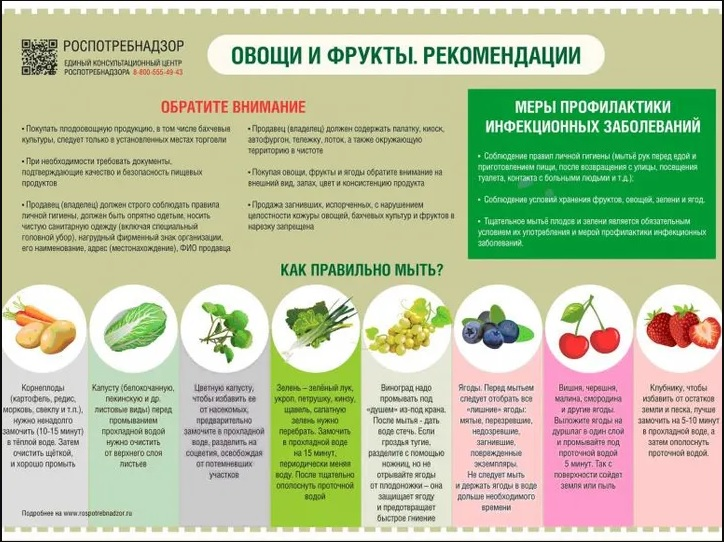 РОСПОТРЕБНАДЗОР
ЕДИНЫЙ КОНСУЛЬТАЦИОННЫЙ ЦЕНТР
РОСПОТРЕБНАДЗОРА 8-800-555-49-43
ОВОЩИ И ФРУКТЫ. РЕКОМЕНДАЦИИ
ОБРАТИТЕ ВНИМАНИЕ
• Покупать плодоовощную продукцию, в том числе бахчевые
культуры, следует только в установленных местах торговли
• При необходимости требовать документы,
подтверждающие качество и безопасность пищевых
продуктов
• Продавец (владелец) должен строго соблюдать правила
личной гигиены, должен быть опрятно одетым, носить
чистую санитарную одежду (включая специальный
головной убор), нагрудный фирменный знак организации,
его наименование, адрес (местонахождение), ФИО продавца
• Продавец (владелец) должен содержать палатку, киоск,
автофургон, тележку, лоток, а также окружающую
территорию в чистоте
• Покупая овощи, фрукты и ягоды обратите внимание на
внешний вид, запах, цвет и консистенцию продукта
• Продажа загнивших, испорченных, с нарушением
целостности кожуры овощей, бахчевых культур и фруктов в
нарезку запрещена
МЕРЫ ПРОФИЛАКТИКИ
ИНФЕКЦИОННЫХ ЗАБОЛЕВАНИЙ
• Соблюдение правил личной гигиены (мытьё рук перед едой и
приготовлением пищи, после возвращения с улицы, посещения
туалета, контакта с больными людьми и т.д.);
• Соблюдение условий хранения фруктов, овощей, зелени и ягод.
• Тщательное мытьё плодов и зелени является обязательным
условием их употребления и мерой профилактики инфекционных
заболеваний.
КАК ПРАВИЛЬНО МЫТЬ?
Корнеплоды
(картофель, редис,
морковь, свеклу и т.п.),
нужно ненадолго
замочить (10-15 минут)
в тёплой воде. Затем
очистить щёткой,
и хорошо промыть
Капусту (белокочанную,
пекинскую и др.
листовые виды) перед
промыванием
прохладной водой
нужно очистить
от верхнего слоя
листьев
Цветную капусту,
чтобы избавить ее
от насекомых,
предварительно
замочите в прохладной
воде, разделить на
соцветия, освобождая
от потемневших
участков
Зелень – зелёный лук,
укроп, петрушку, кинзу,
щавель, салатную
зелень нужно
перебрать. Замочить
в прохладной воде
на 15 минут,
периодически меняя
воду. После тщательно
ополоснуть проточной
водой
Виноград надо
промывать под
«душем» из-под крана.
После мытья - дать
воде стечь. Если
гроздья тугие,
разделите с помощью
ножниц, но не
отрывайте ягоды
от плодоножки – она
защищает ягоду
и предотвращает
быстрое гниение
Ягоды. Перед мытьем
следует отобрать все
«лишние» ягоды:
мятые, перезревшие,
недозревшие,
загнившие,
поврежденные
экземпляры.
Не следует мыть
и держать ягоды в воде
дольше необходимого
времени
Вишня, черешня,
малина, смородина
и другие ягоды.
Выложите ягоды на
дуршлаг в один слой
и промывайте под
проточной водой
5 минут. Так с
поверхности сойдет
земля или пыль
Клубнику, чтобы
избавить от остатков
земли и песка, лучше
замочить на 5-10 минут
в прохладной воде, а
затем ополоснуть
проточной водой.
Подробнее на www.rospotrebnadzor.ru